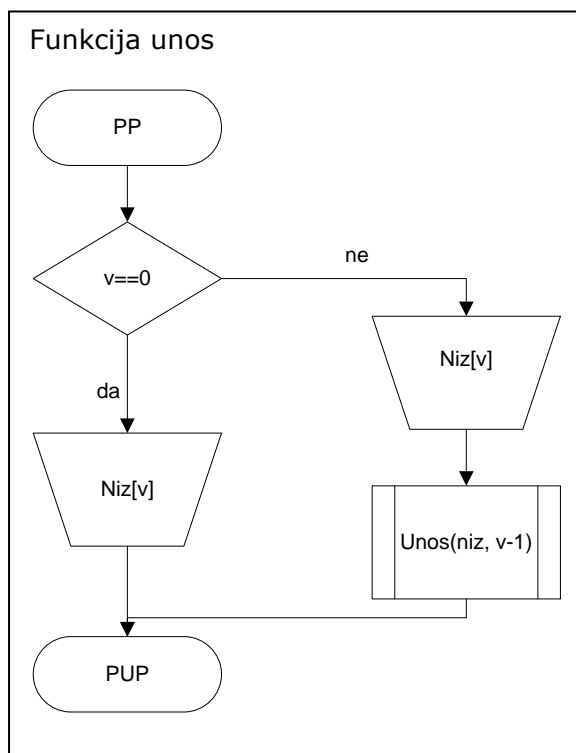 Funkcija unos
PP
v==0
ne
Niz[v]
da
Niz[v]
Unos(niz, v-1)
PUP